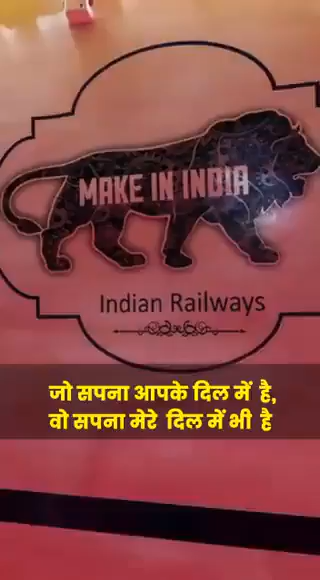 MAKE IN INDIA
Indian Railways
जो सपना आपके दिल में है,
वो सपना मेरे दिल में भी है